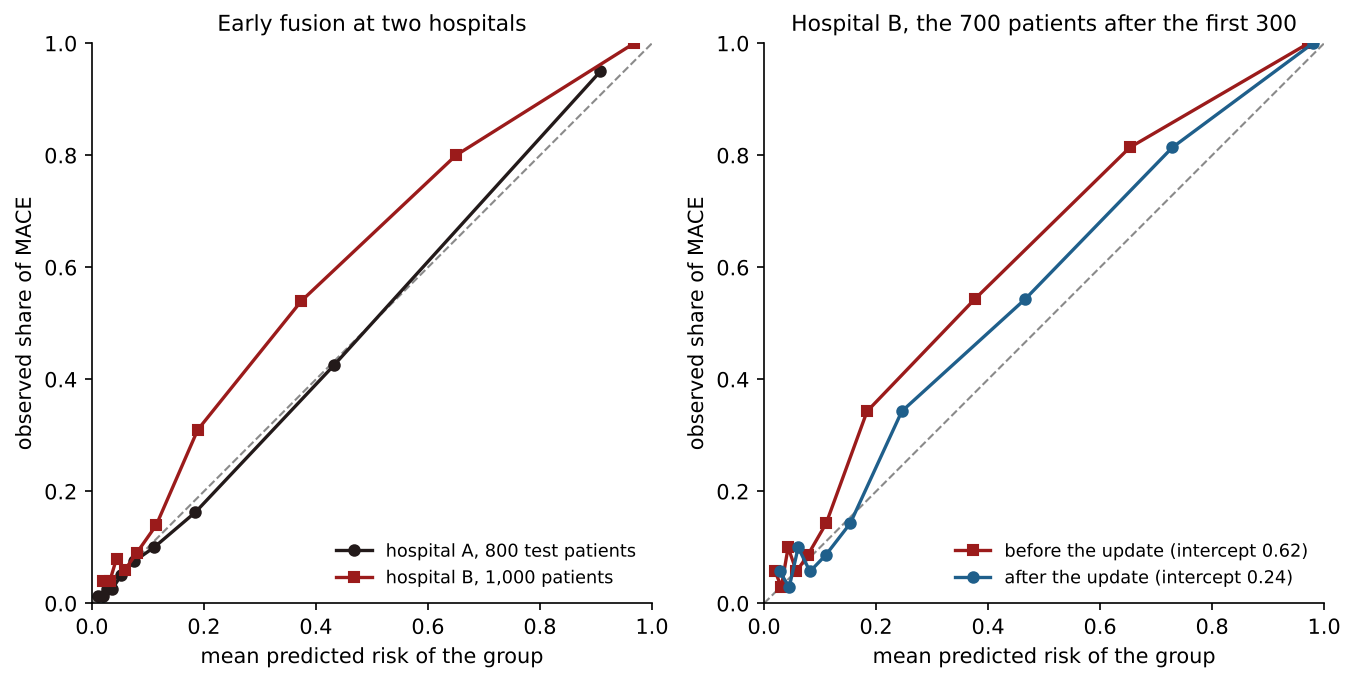 Early fusion at two hospitals
observed share of MACE
1.0
0.8
0.6
0.4
0.2
0.0
hospital A, 800 test patients
hospital B, 1,000 patients
0.0 0.2 0.4 0.6 0.8 1.0
mean predicted risk of the group
Hospital B, the 700 patients after the first 300
observed share of MACE
1.0
0.8
0.6
0.4
0.2
0.0
before the update (intercept 0.62)
after the update (intercept 0.24)
0.0 0.2 0.4 0.6 0.8 1.0
mean predicted risk of the group